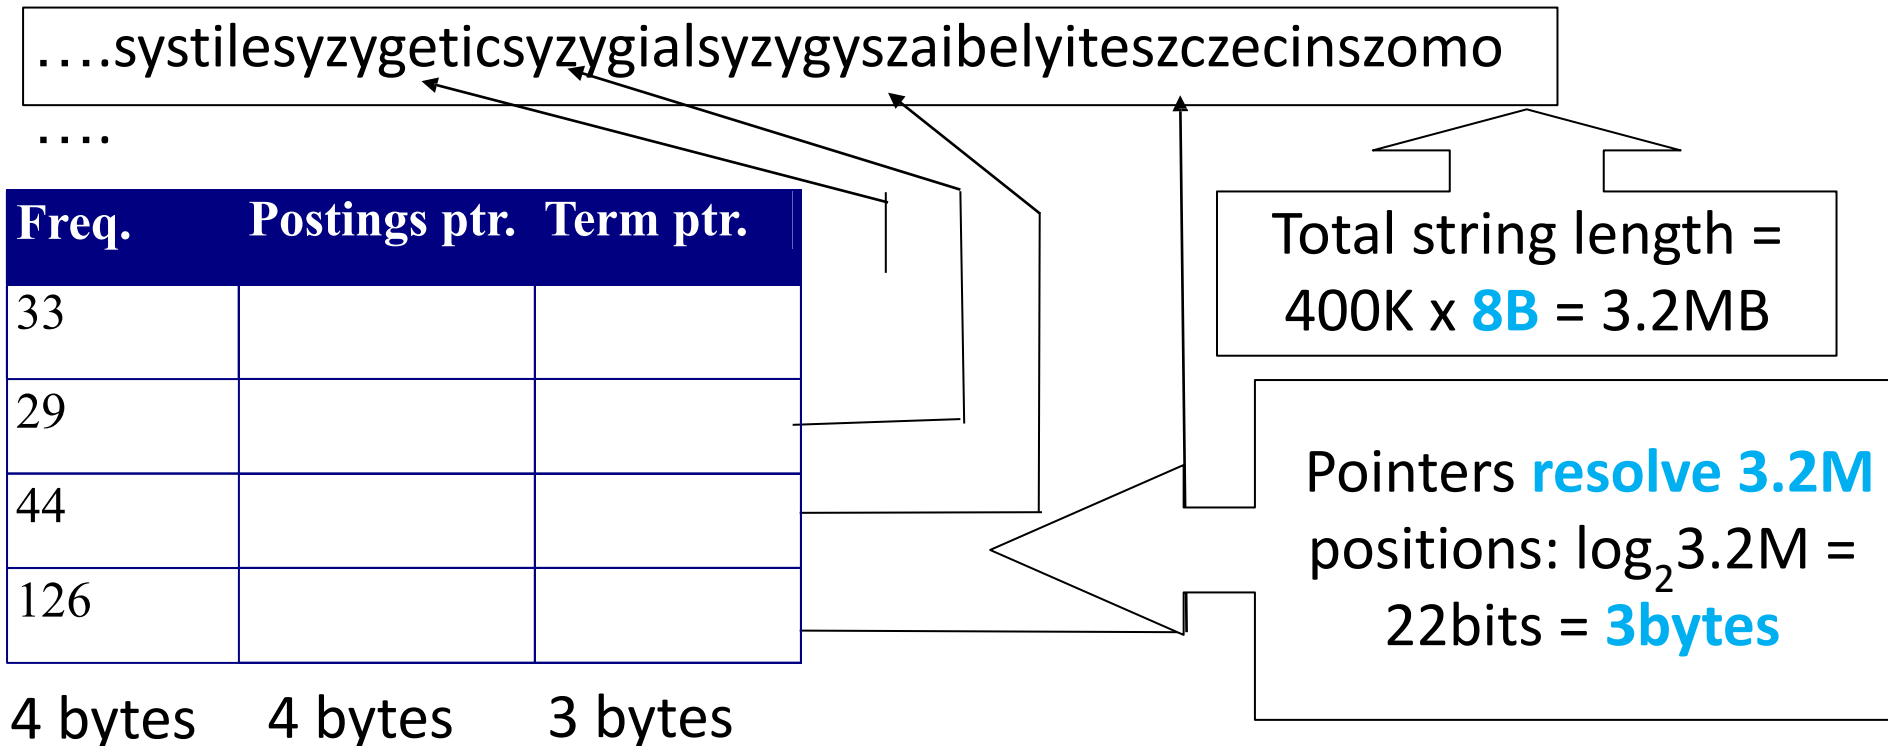 ….systilesyzygeticsyzygialsyzygyszaibelyiteszczecinszomo
….
Freq. Postings ptr. Term ptr.
33
29
44
126
4 bytes 4 bytes 3 bytes
Total string length =
400K x 8B = 3.2MB
Pointers resolve 3.2M
positions: log₂3.2M =
22bits = 3bytes